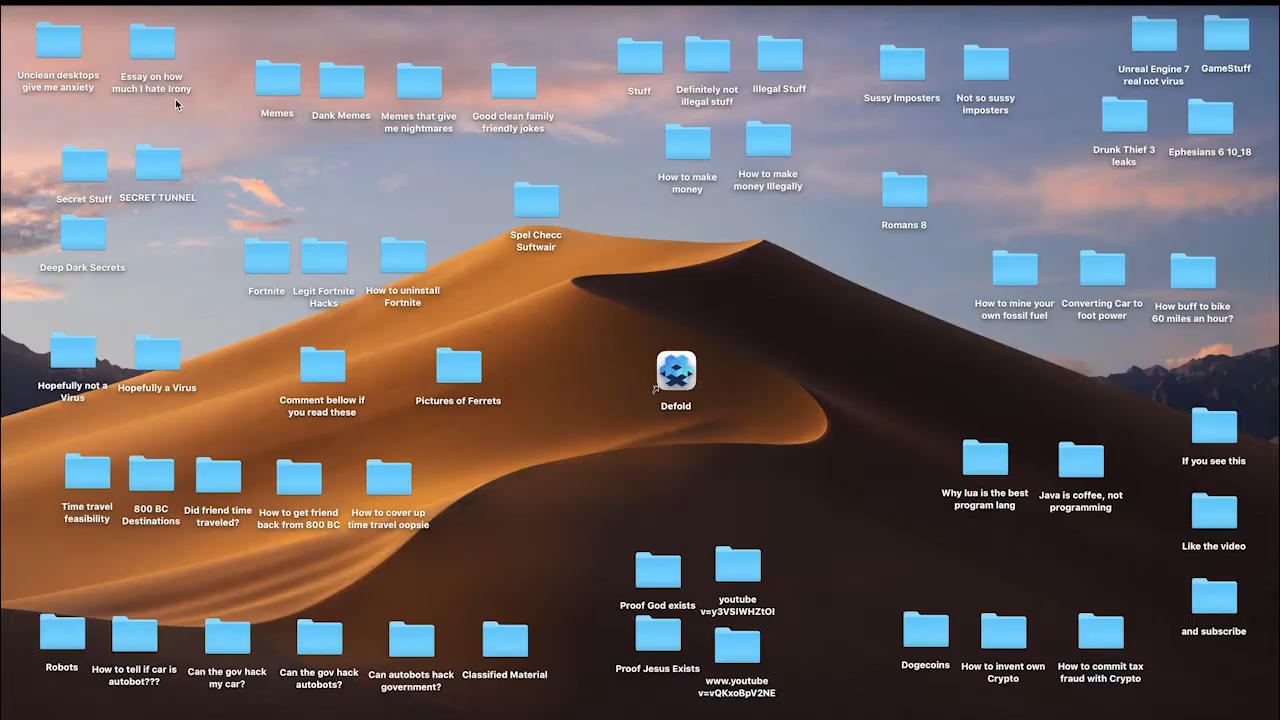 Unclean desktops
give me anxiety
Essay on how
much I hate Irony
Memes
Dank Memes
Memes that give
me nightmares
Good clean family
friendly jokes
Stuff
Definitely not
illegal stuff
Illegal Stuff
Sussy Imposters
Not so sussy
imposters
Unreal Engine 7
real not virus
GameStuff
How to make
money
How to make
money Illegally
Drunk Thief 3
leaks
Ephesians 6 10_18
Secret Stuff
SECRET TUNNEL
Spel Checc
Suftwair
Romans 8
Deep Dark Secrets
Fortnite
Legit Fortnite
Hacks
How to uninstall
Fortnite
How to mine your
own fossil fuel
Converting Car to
foot power
How buff to bike
60 miles an hour?
Hopefully not a
Virus
Hopefully a Virus
Comment bellow if
you read these
Pictures of Ferrets
Defold
If you see this
Time travel
feasibility
800 BC
Destinations
Did friend time
traveled?
How to get friend
back from 800 BC
How to cover up
time travel oopsie
Why lua is the best
program lang
Java is coffee, not
programming
Like the video
Proof God exists
youtube
v=y3VSIWHZtOI
and subscribe
Robots
How to tell if car is
autobot???
Can the gov hack
my car?
Can the gov hack
autobots?
Can autobots hack
government?
Classified Material
Proof Jesus Exists
www.youtube
v=vQKxoBpV2NE
Dogecoins
How to invent own
Crypto
How to commit tax
fraud with Crypto